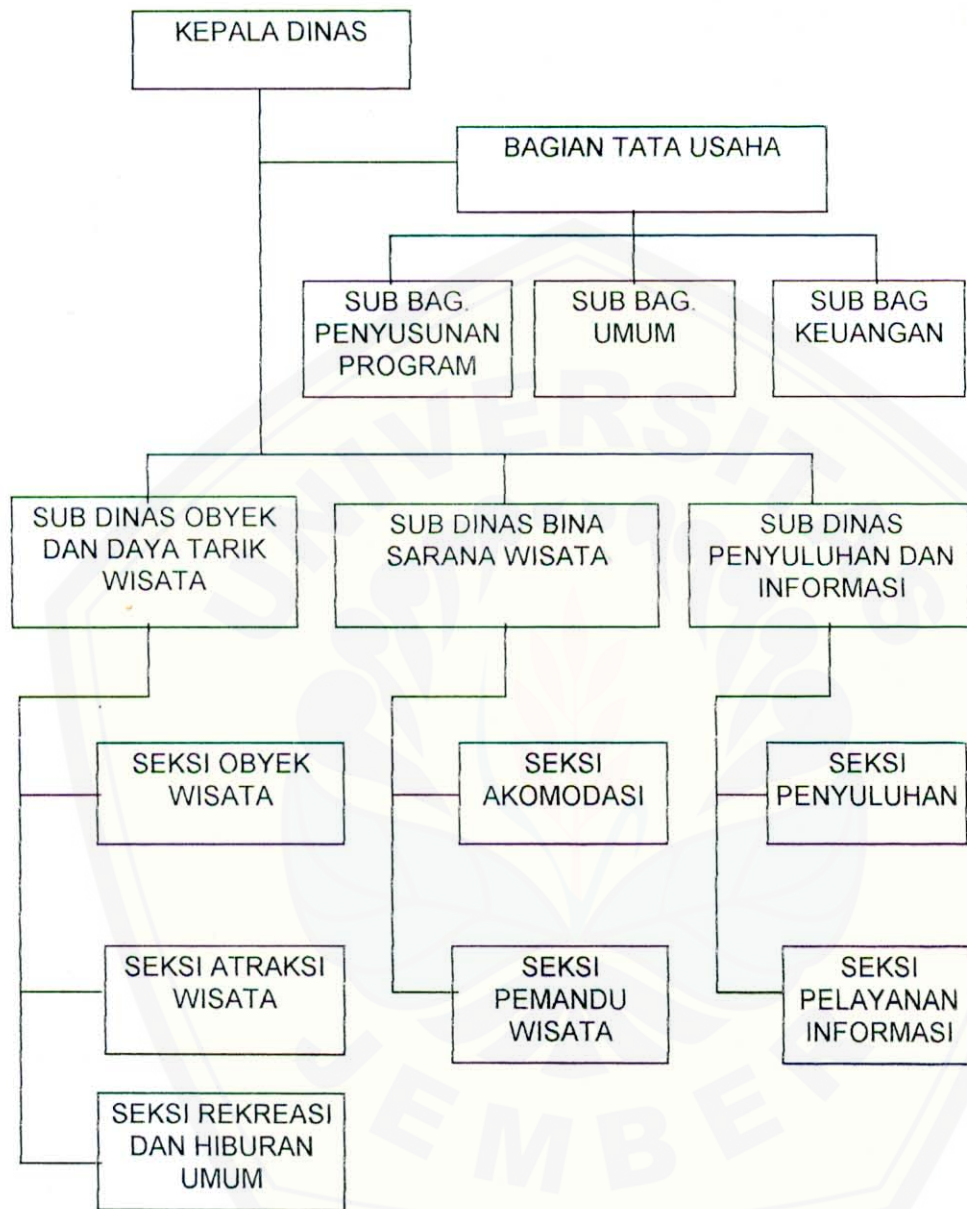 KEPALA DINAS
BAGIAN TATA USAHA
SUB BAG.
PENYUSUNAN
PROGRAM
SUB BAG.
UMUM
SUB BAG
KEUANGAN
SUB DINAS OBYEK
DAN DAYA TARIK
WISATA
SUB DINAS BINA
SARANA WISATA
SUB DINAS
PENYULUHAN DAN
INFORMASI
SEKSI OBYEK
WISATA
SEKSI
AKOMODASI
SEKSI
PENYULUHAN
SEKSI ATRAKSI
WISATA
SEKSI
PEMANDU
WISATA
SEKSI
PELAYANAN
INFORMASI
SEKSI REKREASI
DAN HIBURAN
UMUM
UNIVERSITAS
JEMBER